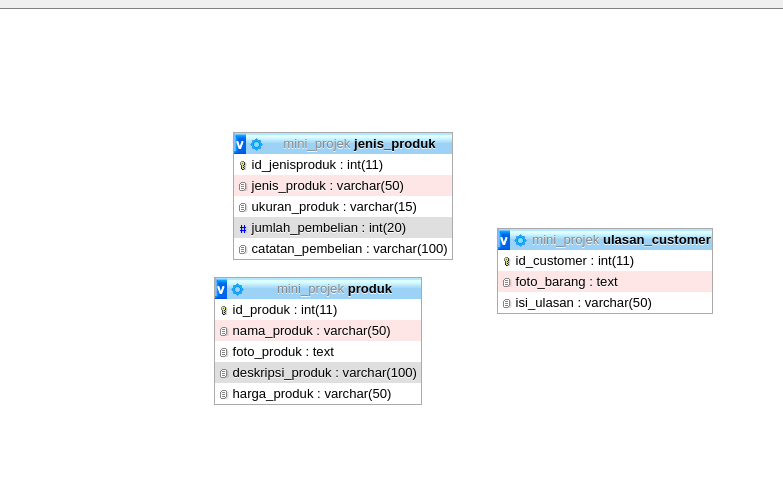 v mini_projek jenis_produk
id_jenisproduk : int(11)
jenis_produk : varchar(50)
ukuran_produk : varchar(15)
# jumlah_pembelian : int(20)
catatan_pembelian : varchar(100)
v mini_projek ulasan_customer
id_customer : int(11)
foto_barang : text
isi_ulasan : varchar(50)
v mini_projek produk
id_produk : int(11)
nama_produk : varchar(50)
foto_produk : text
deskripsi_produk : varchar(100)
harga_produk : varchar(50)